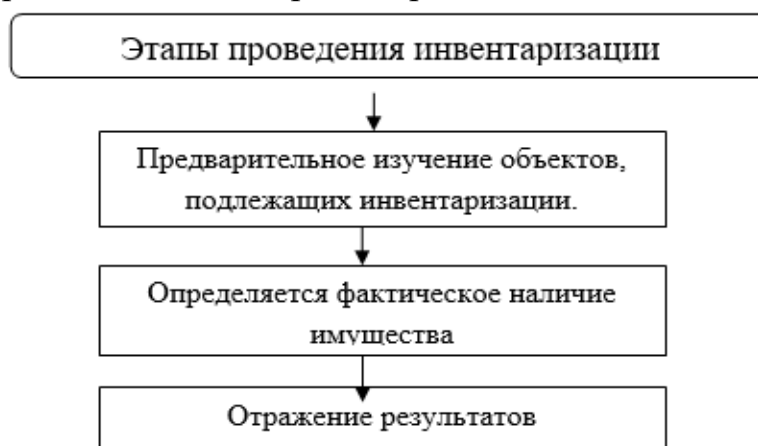 Этапы проведения инвентаризации
Предварительное изучение объектов,
подлежащих инвентаризации.
Определяется фактическое наличие
имущества
Отражение результатов